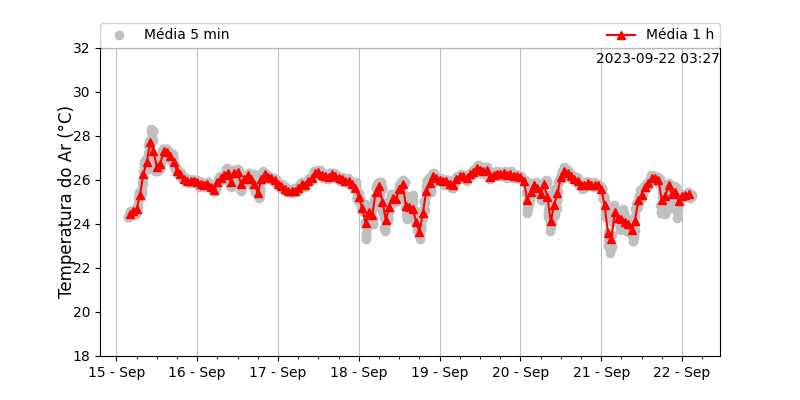 Média 5 min
Média 1 h
2023-09-22 03:27
Temperatura do Ar (°C)
32
30
28
26
24
22
20
18
15 - Sep
16 - Sep
17 - Sep
18 - Sep
19 - Sep
20 - Sep
21 - Sep
22 - Sep